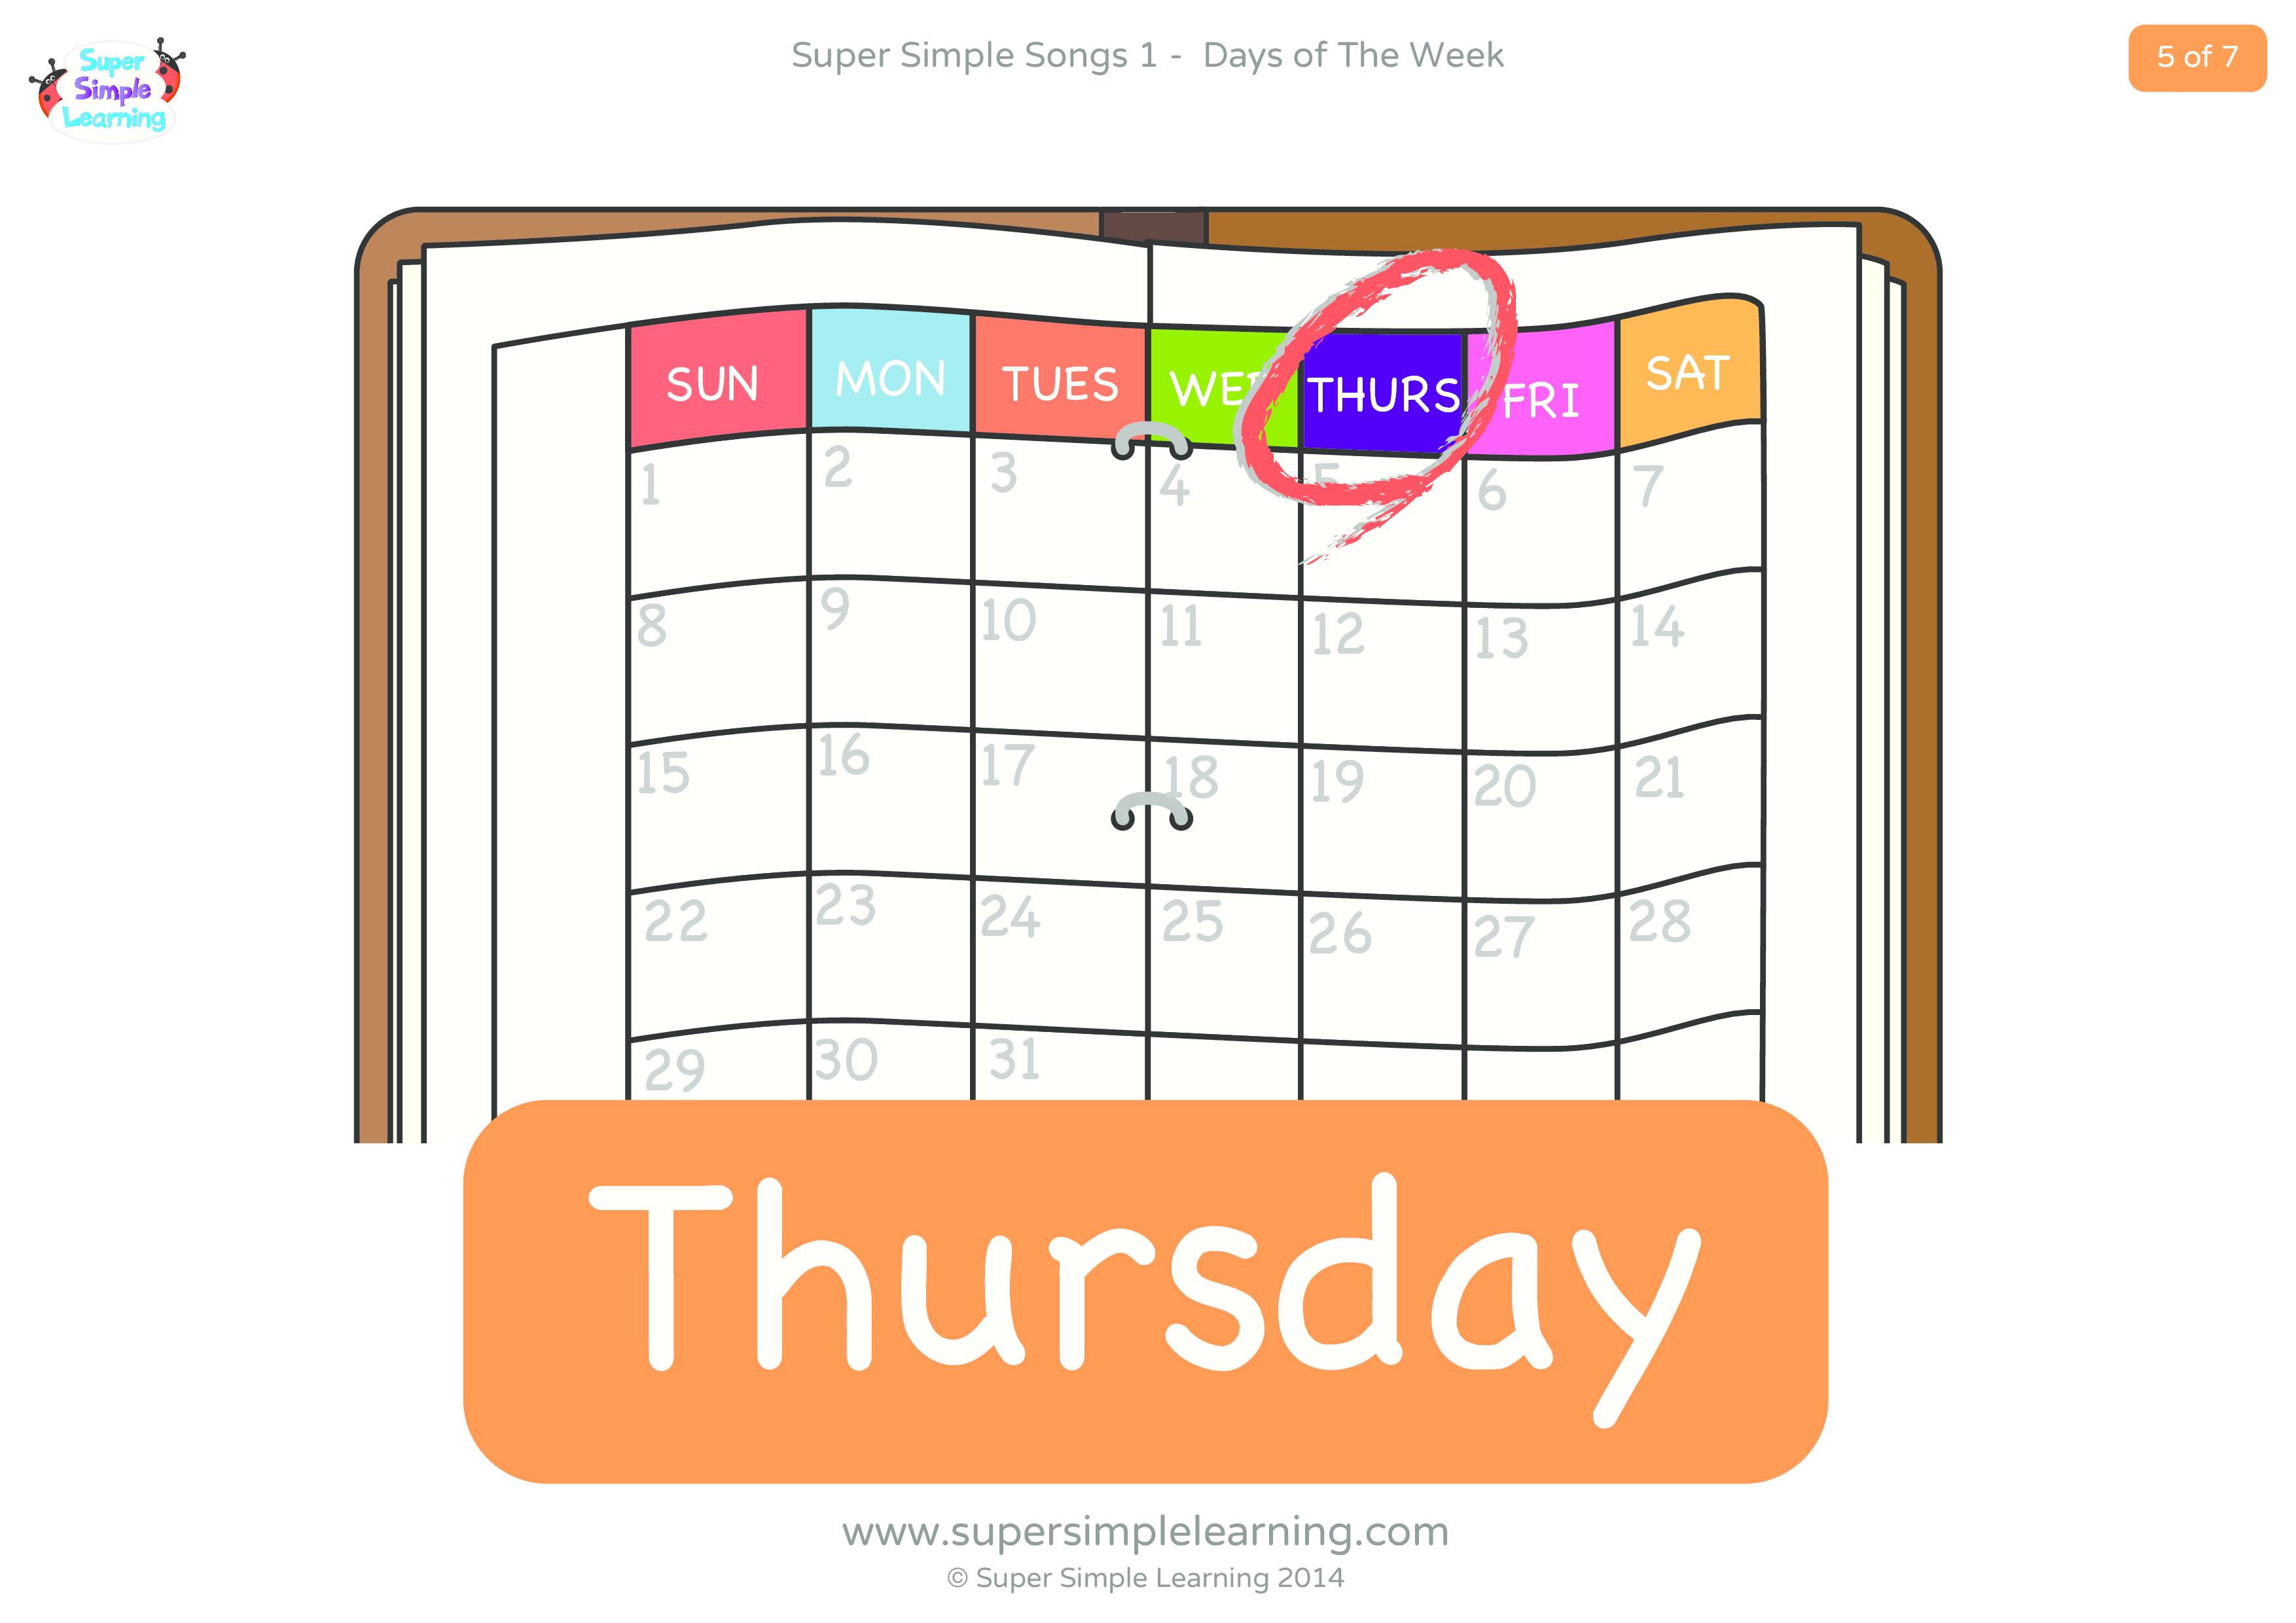 Super
Simple
Learning
Super Simple Songs 1 - Days of The Week
5 of 7
SUN MON TUES WED THURS FRI SAT
1 2 3 4 5 6 7
8 9 10 11 12 13 14
15 16 17 18 19 20 21
22 23 24 25 26 27 28
29 30 31
Thursday
www.supersimplelearning.com
© Super Simple Learning 2014